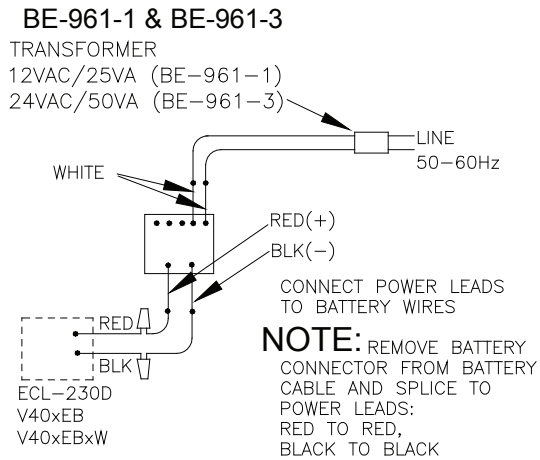 BE-961-1 & BE-961-3
TRANSFORMER
12VAC/25VA (BE-961-1)
24VAC/50VA (BE-961-3)
LINE
50-60Hz
WHITE
RED(+)
BLK(-)
CONNECT POWER LEADS
TO BATTERY WIRES
RED
BLK
NOTE: REMOVE BATTERY
CONNECTOR FROM BATTERY
CABLE AND SPLICE TO
POWER LEADS:
RED TO RED,
BLACK TO BLACK
ECL-230D
V40xEB
V40xEBxW